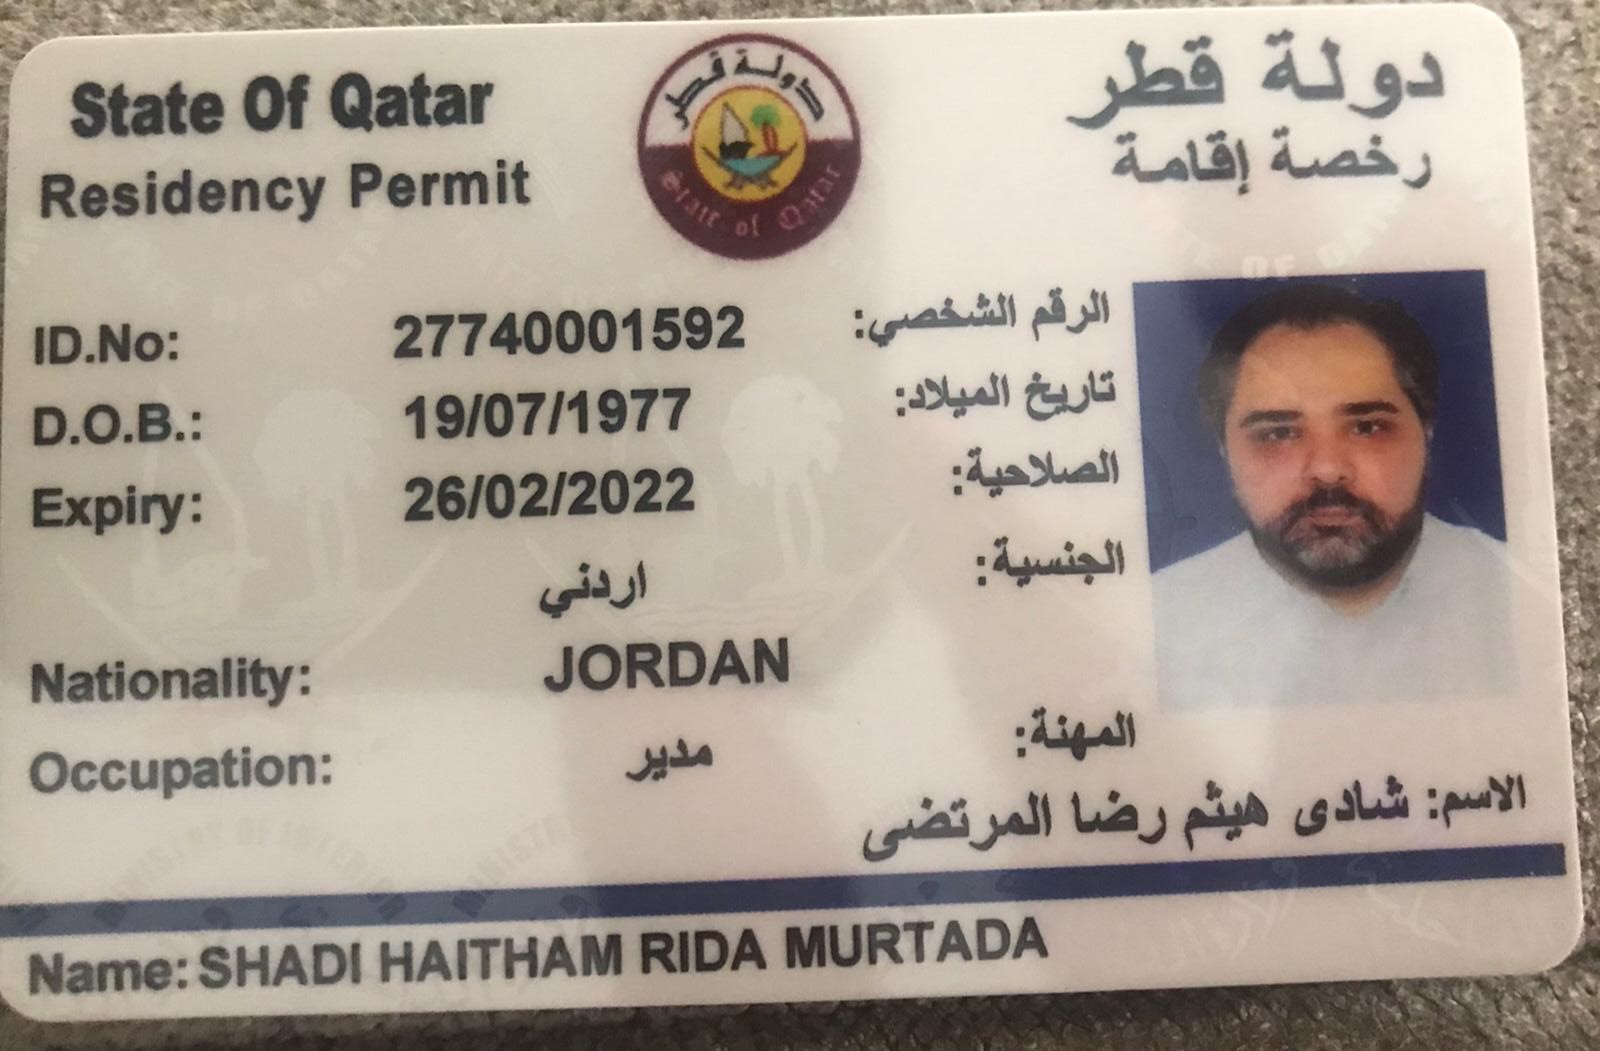 State Of Qatar
دولة قطر
Residency Permit
رخصة إقامة
دولة قطر
State of Qatar
ID.No: 27740001592 الرقم الشخصي:
D.O.B.: 19/07/1977 تاريخ الميلاد:
Expiry: 26/02/2022 الصلاحية:
اردني الجنسية:
Nationality: JORDAN
Occupation: مدير المهنة:
الاسم: شادى هيثم رضا المرتضى
Name: SHADI HAITHAM RIDA MURTADA